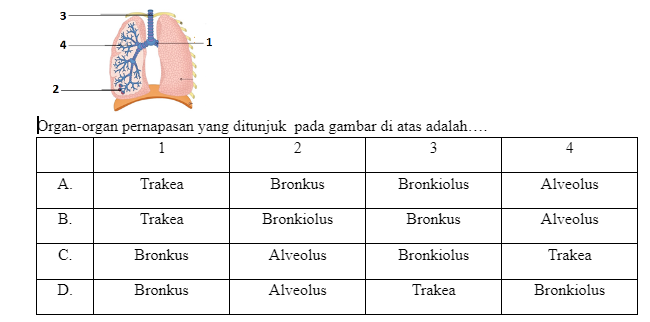 3
4
1
2
Organ-organ pernapasan yang ditunjuk pada gambar di atas adalah....
1 2 3 4
A. Trakea Bronkus Bronkiolus Alveolus
B. Trakea Bronkiolus Bronkus Alveolus
C. Bronkus Alveolus Bronkiolus Trakea
D. Bronkus Alveolus Trakea Bronkiolus